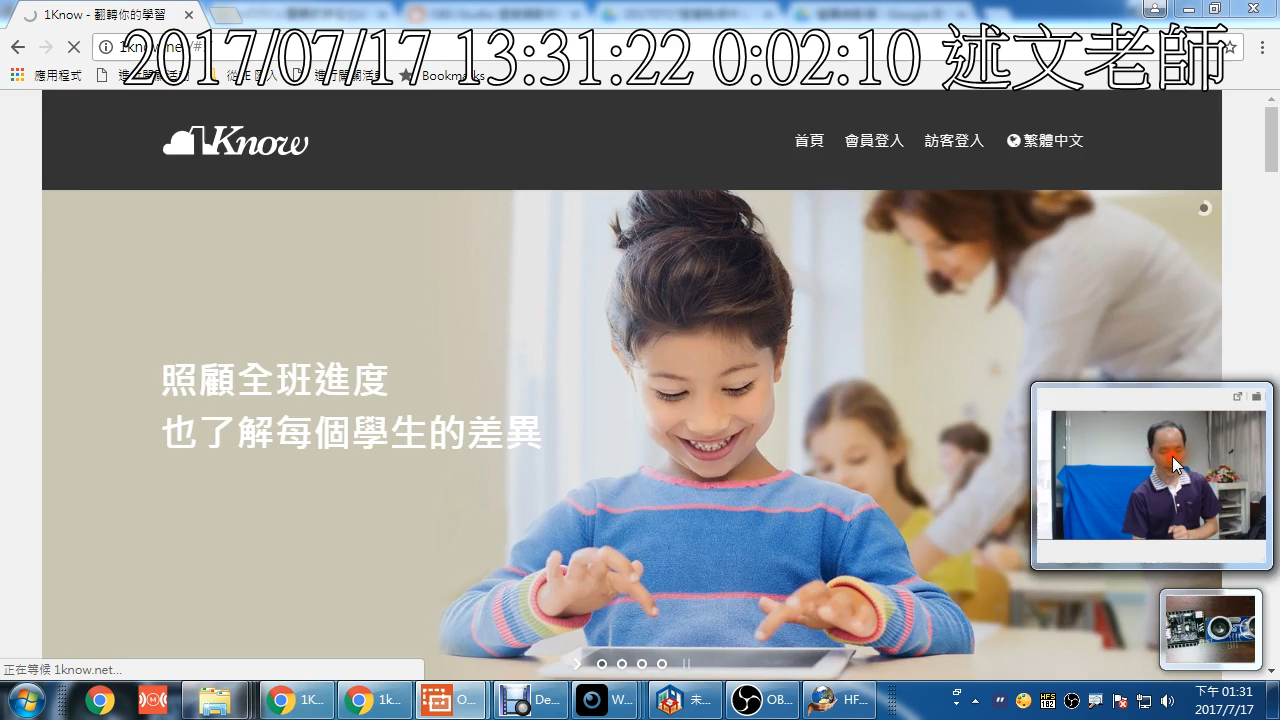 1Know - 翻轉你的學習
2017/07/17 13:31:22 0:02:10 述文老師
應用程式
Bookmarks
1Know
首頁 會員登入 訪客登入 繁體中文
照顧全班進度
也了解每個學生的差異
正在等候 1know.net...
1K...
1k...
O...
De...
W...
未...
OB...
HF...
下午 01:31
2017/7/17